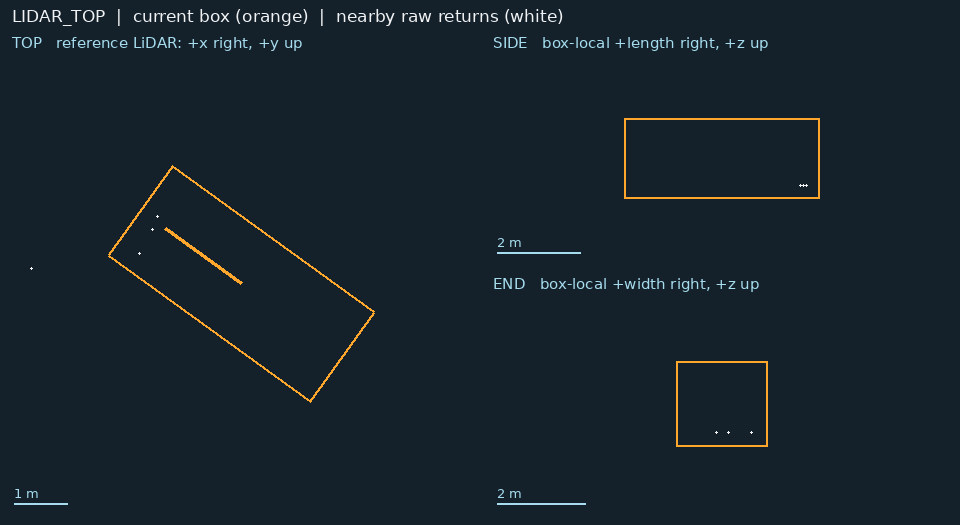 LIDAR_TOP  |  current box (orange)  |  nearby raw returns (white)
TOP   reference LiDAR: +x right, +y up
SIDE   box-local +length right, +z up
2 m
END   box-local +width right, +z up
1 m
2 m